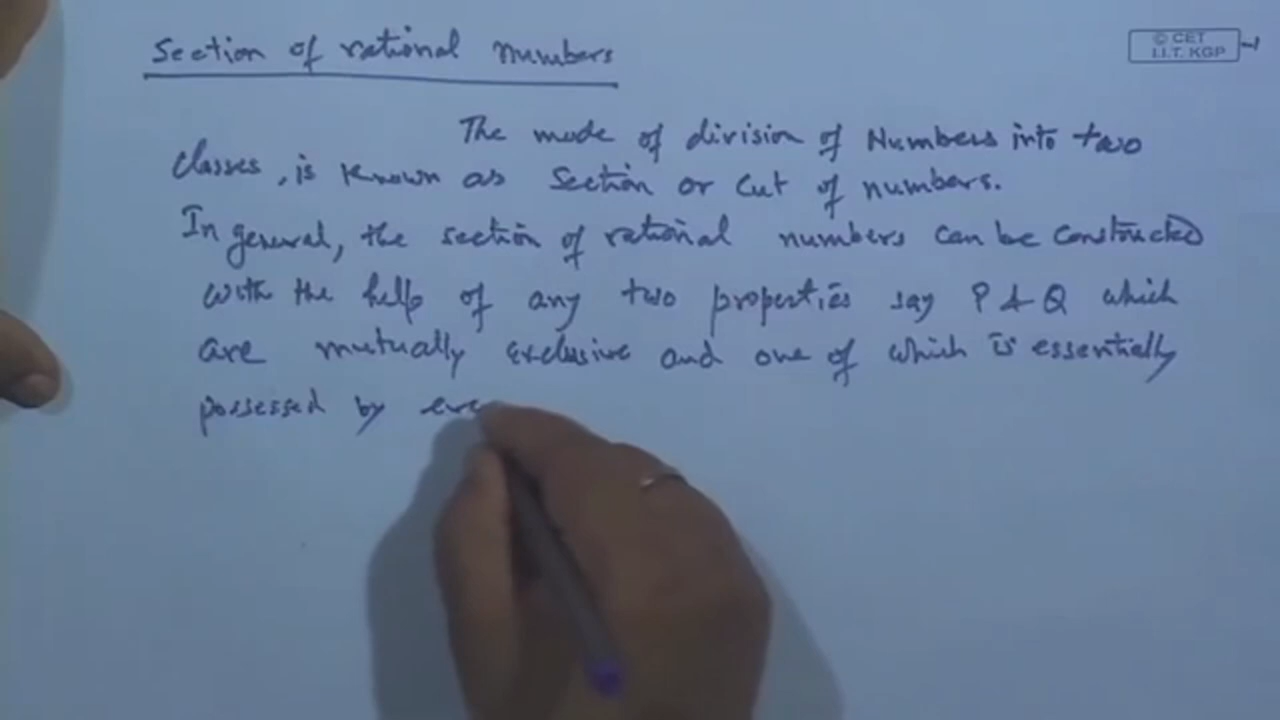 Section of rational numbers
© CET
I.I.T. KGP
The mode of division of Numbers into two
classes, is known as Section or Cut of numbers.
In general, the section of rational numbers can be constructed
with the help of any two properties say P & Q which
are mutually exclusive and one of which is essentially
possessed by eve